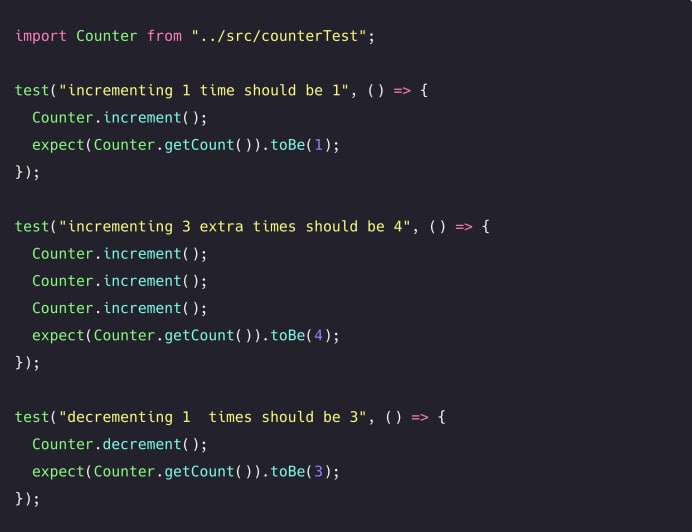 import Counter from "../src/counterTest";
test("incrementing 1 time should be 1", () => {
  Counter.increment();
  expect(Counter.getCount()).toBe(1);
});
test("incrementing 3 extra times should be 4", () => {
  Counter.increment();
  Counter.increment();
  Counter.increment();
  expect(Counter.getCount()).toBe(4);
});
test("decrementing 1  times should be 3", () => {
  Counter.decrement();
  expect(Counter.getCount()).toBe(3);
});